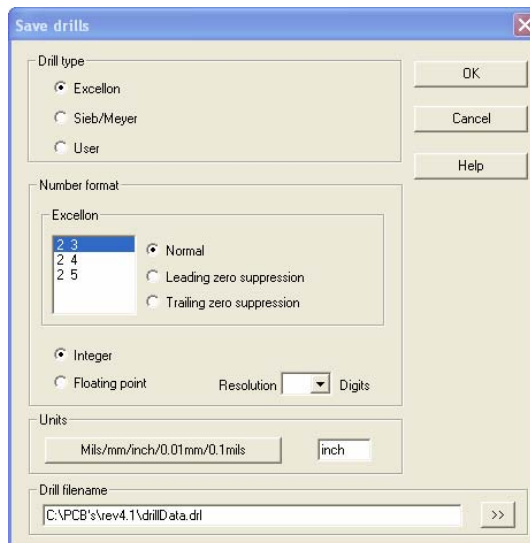 Save drills
Drill type
Excellon
Sieb/Meyer
User
OK
Cancel
Help
Number format
Excellon
2 3
2 4
2 5
Normal
Leading zero suppression
Trailing zero suppression
Integer
Floating point
Resolution
Digits
Units
Mils/mm/inch/0.01mm/0.1mils
inch
Drill filename
C:\PCB's\rev4.1\drillData.drl
>>